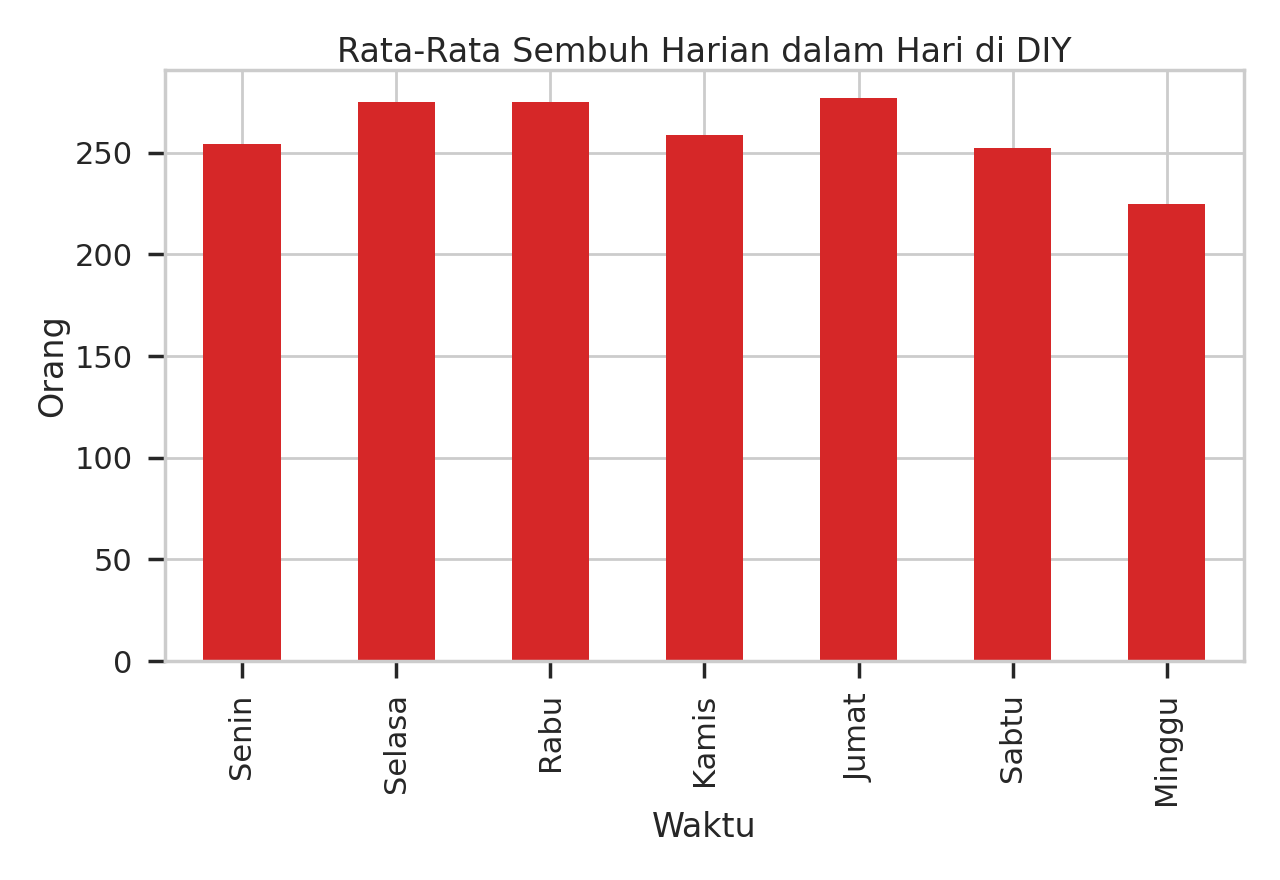 Rata-Rata Sembuh Harian dalam Hari di DIY
Orang
250
200
150
100
50
0
Senin
Selasa
Rabu
Kamis
Jumat
Sabtu
Minggu
Waktu